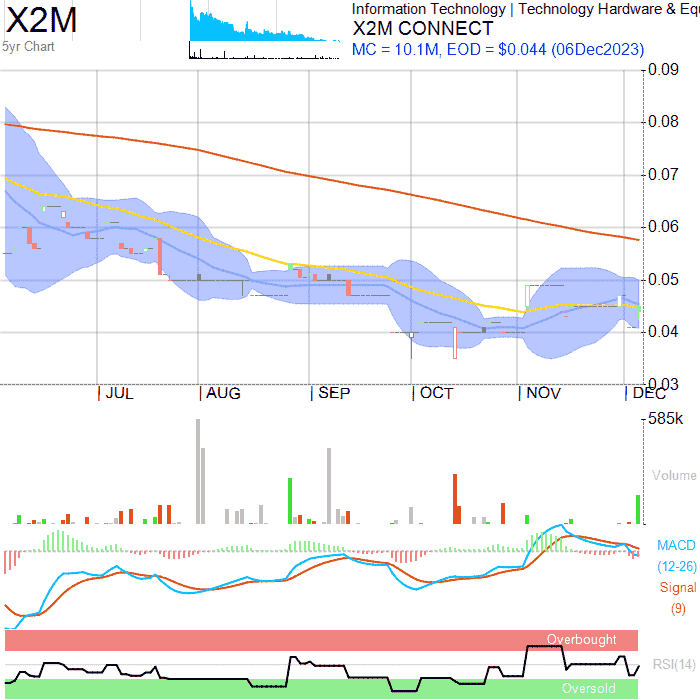 X2M
5yr Chart
Information Technology | Technology Hardware & Equ
X2M CONNECT
MC = 10.1M, EOD = $0.044 (06Dec2023)
0.09
0.08
0.07
0.06
0.05
0.04
0.03
JUL AUG SEP OCT NOV DEC
585k
Volume
MACD
(12-26)
Signal
(9)
Overbought
RSI(14)
Oversold